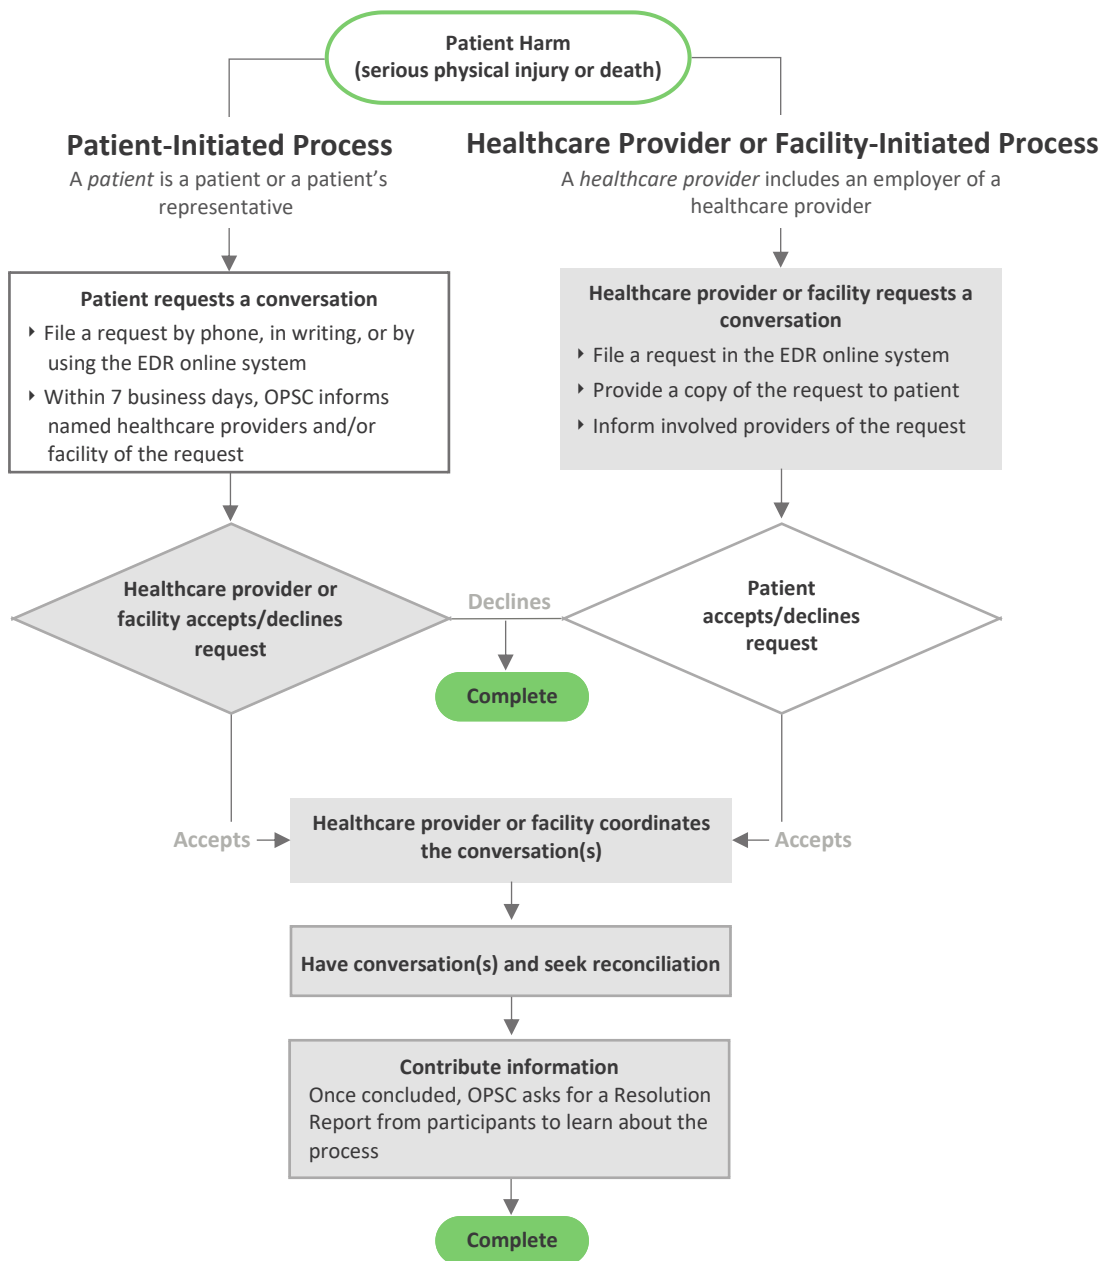 Patient Harm
(serious physical injury or death)
Patient-Initiated Process
A patient is a patient or a patient’s
representative
Healthcare Provider or Facility-Initiated Process
A healthcare provider includes an employer of a
healthcare provider
Patient requests a conversation
‣ File a request by phone, in writing, or by
using the EDR online system
‣ Within 7 business days, OPSC informs
named healthcare providers and/or
facility of the request
Healthcare provider or facility requests a
conversation
‣ File a request in the EDR online system
‣ Provide a copy of the request to patient
‣ Inform involved providers of the request
Healthcare provider or
facility accepts/declines
request
Declines
Patient
accepts/declines
request
Complete
Accepts
Healthcare provider or facility coordinates
the conversation(s)
Accepts
Have conversation(s) and seek reconciliation
Contribute information
Once concluded, OPSC asks for a Resolution
Report from participants to learn about the
process
Complete